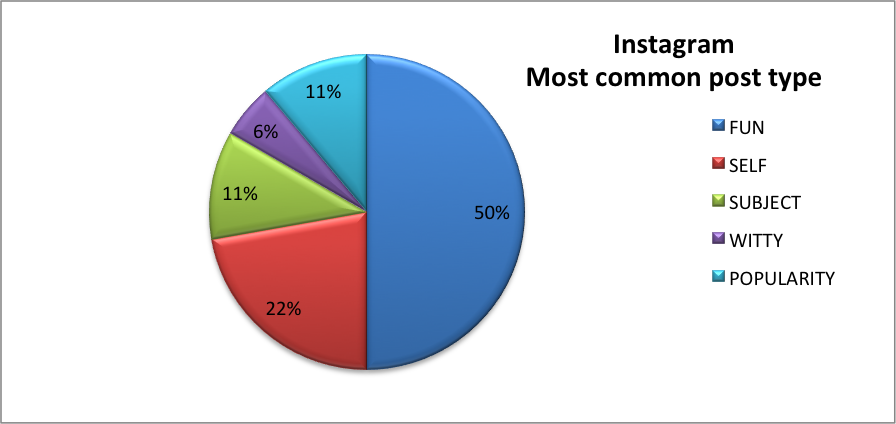 Instagram
Most common post type
11%
6%
11%
50%
22%
FUN
SELF
SUBJECT
WITTY
POPULARITY